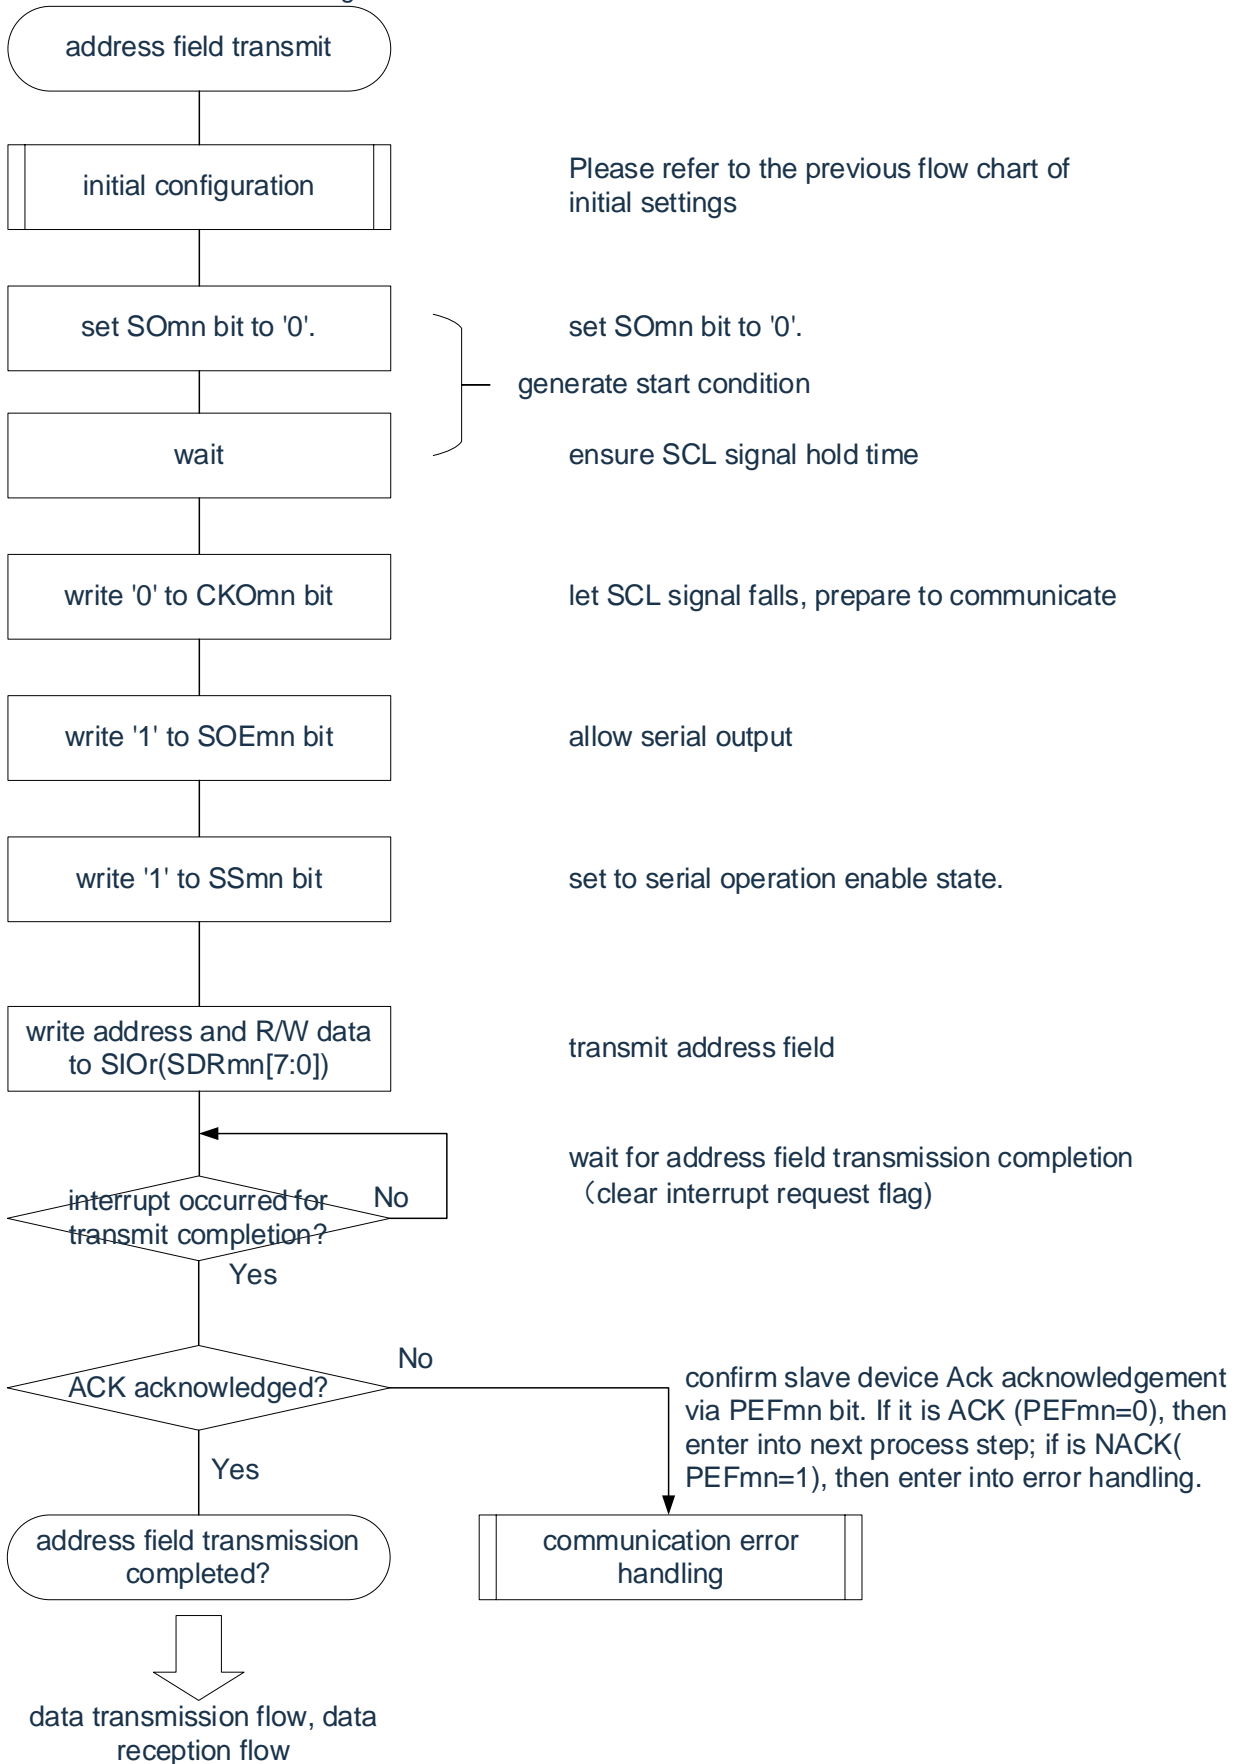 address field transmit
initial configuration
Please refer to the previous flow chart of
initial settings
set SOmn bit to '0'.
set SOmn bit to '0'.
generate start condition
wait
ensure SCL signal hold time
write '0' to CKOmn bit
let SCL signal falls, prepare to communicate
write '1' to SOEmn bit
allow serial output
write '1' to SSmn bit
set to serial operation enable state.
write address and R/W data
to SIOr(SDRmn[7:0])
transmit address field
wait for address field transmission completion
（clear interrupt request flag)
interrupt occurred for
transmit completion?
No
Yes
ACK acknowledged?
No
confirm slave device Ack acknowledgement
via PEFmn bit. If it is ACK (PEFmn=0), then
enter into next process step; if is NACK(
PEFmn=1), then enter into error handling.
Yes
address field transmission
completed?
communication error
handling
data transmission flow, data
reception flow